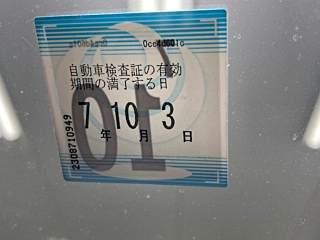 0ce4d601c
自動車検査証の有効
期間の満了する日
7 10 3
年 月 日
2308710949